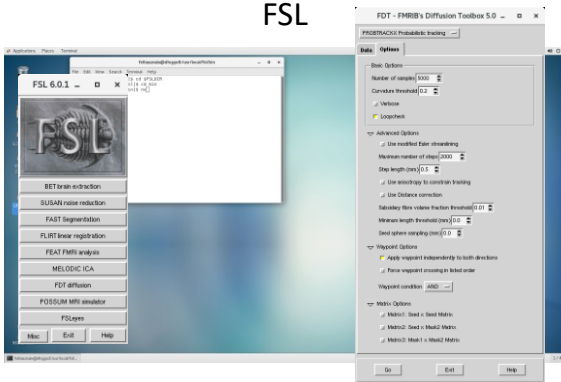 FSL
FDT - FMRIB's Diffusion Toolbox 5.0
PROBTRACKX Probabilistic tracking
Data Options
Basic Options
Number of samples 5000
Curvature threshold 0.2
Verbose
Loopcheck
Advanced Options
Use modified Euler streamlining
Maximum number of steps 2000
Step length (mm) 0.5
Use anisotropy to constrain tracking
Use Distance correction
Subsidiary fibre volume fraction threshold 0.01
Minimum length threshold (mm) 0.0
Seed sphere sampling (mm) 0.0
Waypoint Options
Apply waypoint independently to both directions
Force waypoint crossing in listed order
Waypoint condition AND
Matrix Options
Matrix1: Seed x Seed Matrix
Matrix2: Seed x Mask2 Matrix
Matrix3: Mask1 x Mask2 Matrix
Go Exit Help
Applications Places Terminal
File Edit View Search Terminal Help
FSL 6.0.1
FSL
BET brain extraction
SUSAN noise reduction
FAST Segmentation
FLIRT linear registration
FEAT FMRI analysis
MELODIC ICA
FDT diffusion
POSSUM MRI simulator
FSLeyes
Misc Exit Help